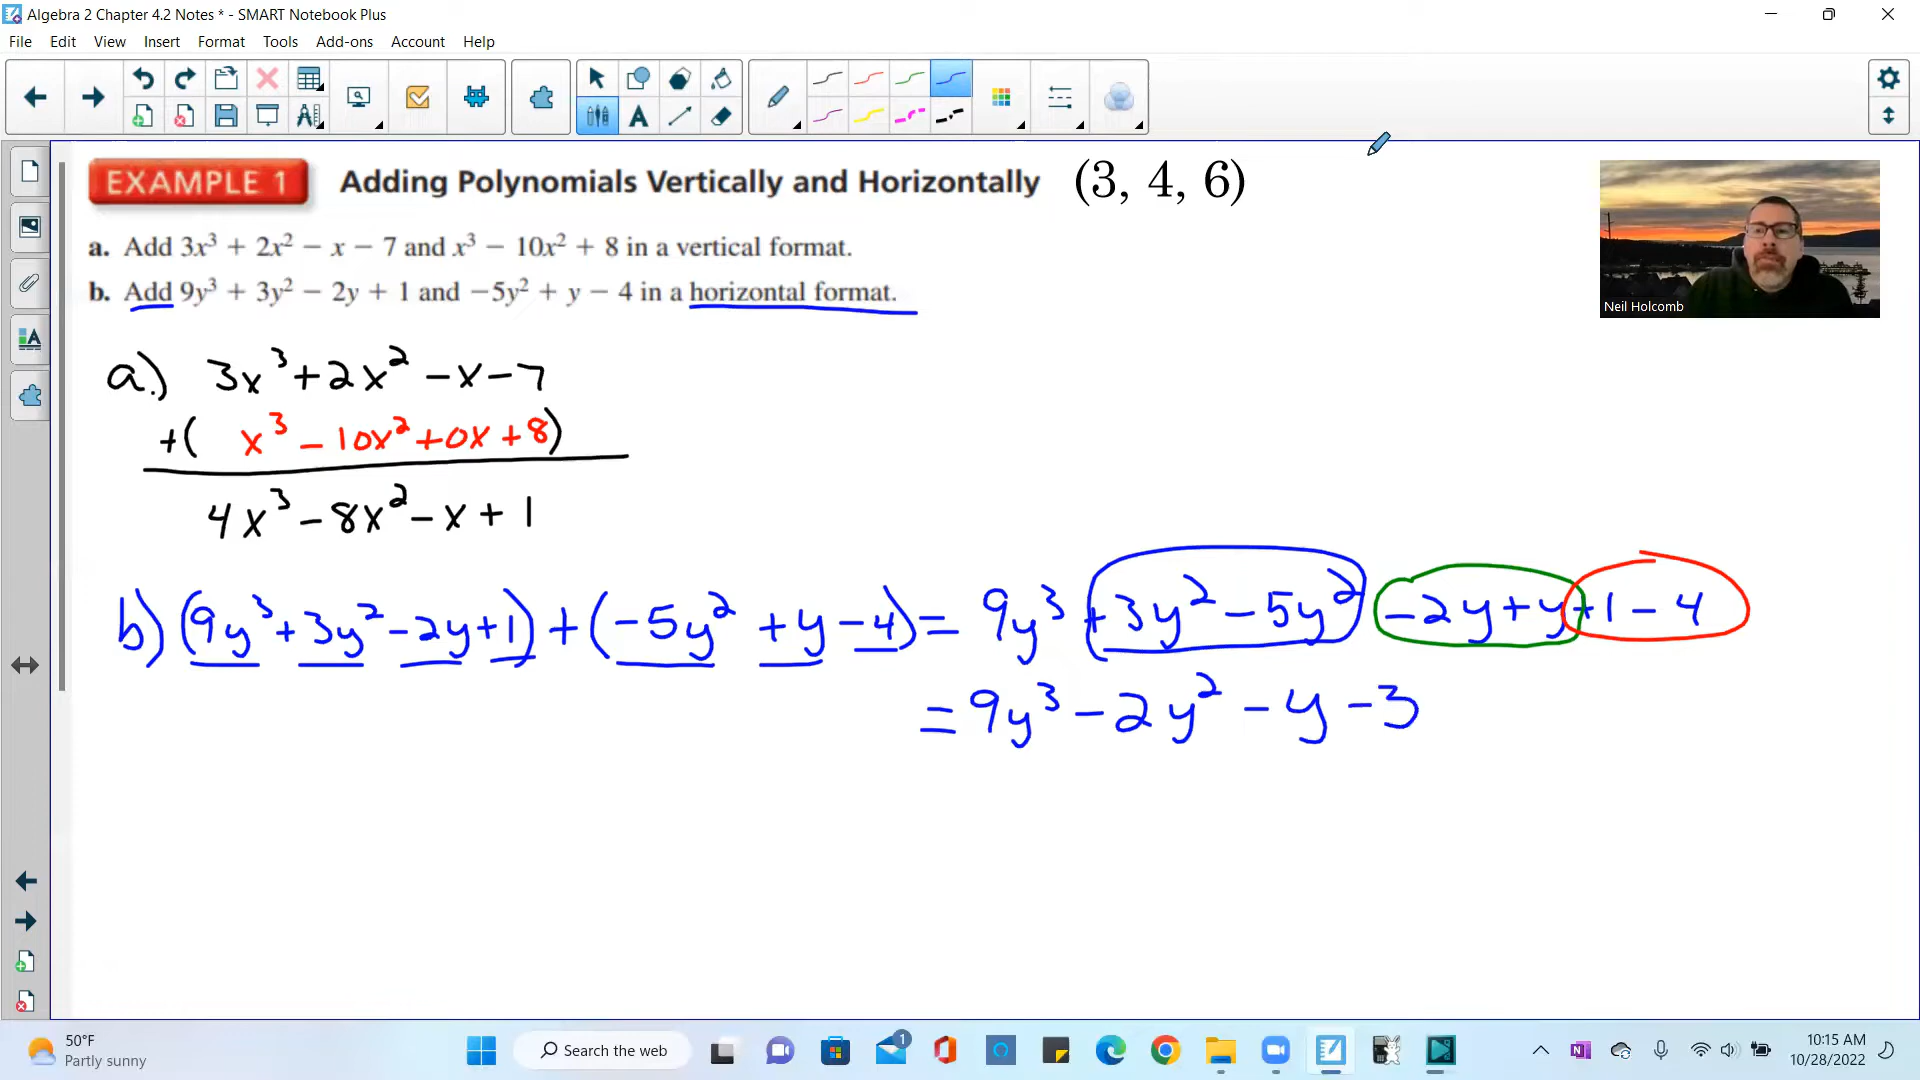 Algebra 2 Chapter 4.2 Notes * - SMART Notebook Plus
File Edit View Insert Format Tools Add-ons Account Help
EXAMPLE 1 Adding Polynomials Vertically and Horizontally (3, 4, 6)
a. Add 3x³ + 2x² − x − 7 and x³ − 10x² + 8 in a vertical format.
b. Add 9y³ + 3y² − 2y + 1 and −5y² + y − 4 in a horizontal format.
Neil Holcomb
a.) 3x³ + 2x² − x − 7
+( x³ − 10x² + 0x + 8)
4x³ − 8x² − x + 1
b) (9y³ + 3y² − 2y + 1) + (−5y² + y − 4) = 9y³ + 3y² − 5y² − 2y + y + 1 − 4
= 9y³ − 2y² − y − 3
50°F
Partly sunny
Search the web
1
10:15 AM
10/28/2022